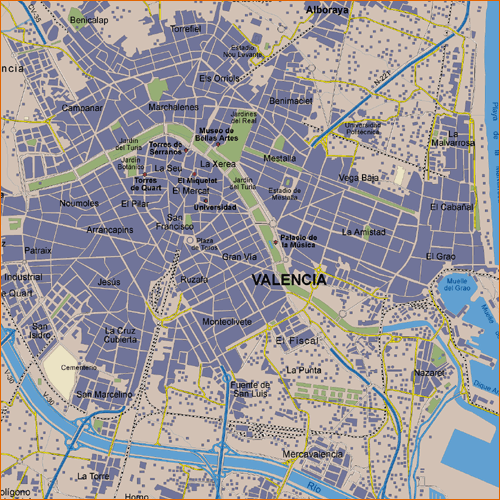 Benicalap
Torrefiel
Alboraya
CV-35
Estadio
Nou Levante
Els Orriols
N-221
ncia
Campanar
Marchalenes
Benimaclet
Playa de la
Jardines
del Real
Universidad
Politécnica
La
Malvarrosa
Museo de
Bellas Artes
Jardín
del Turia
Torres de
Serranos
Mestalla
Jardín
Botánico
La Seu
La Xerea
Vega Baja
Torres
de Quart
El Miquelet
El Mercat
Jardín
del Turia
Estadio de
Mestalla
Noumoles
El Pilar
Universidad
El Cabañal
San
Francisco
Arrancapins
La Amistad
Plaza
de Toros
Palacio de
la Música
Patraix
Gran Vía
El Grao
Industrial
e Quart
Jesús
Ruzafa
VALENCIA
Muelle
del Grao
San
Isidro
La Cruz
Cubierta
Monteolivete
El Fiscal
V-30
Cementerio
La Punta
Nazaret
V-30
San Marcelino
Fuente de
San Luis
Mercavalencia
La Torre
Río
olígono
Horno